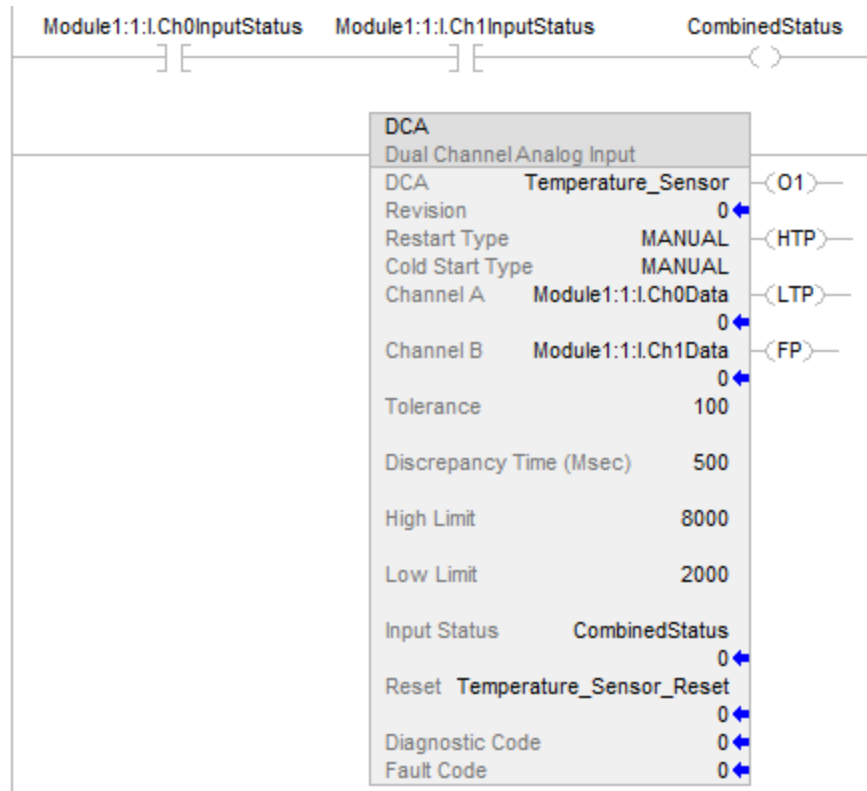 Module1:1:I.Ch0InputStatus Module1:1:I.Ch1InputStatus CombinedStatus
DCA
Dual Channel Analog Input
DCA Temperature_Sensor O1
Revision 0
Restart Type MANUAL HTP
Cold Start Type MANUAL
Channel A Module1:1:I.Ch0Data LTP
0
Channel B Module1:1:I.Ch1Data FP
0
Tolerance 100
Discrepancy Time (Msec) 500
High Limit 8000
Low Limit 2000
Input Status CombinedStatus
0
Reset Temperature_Sensor_Reset
0
Diagnostic Code 0
Fault Code 0